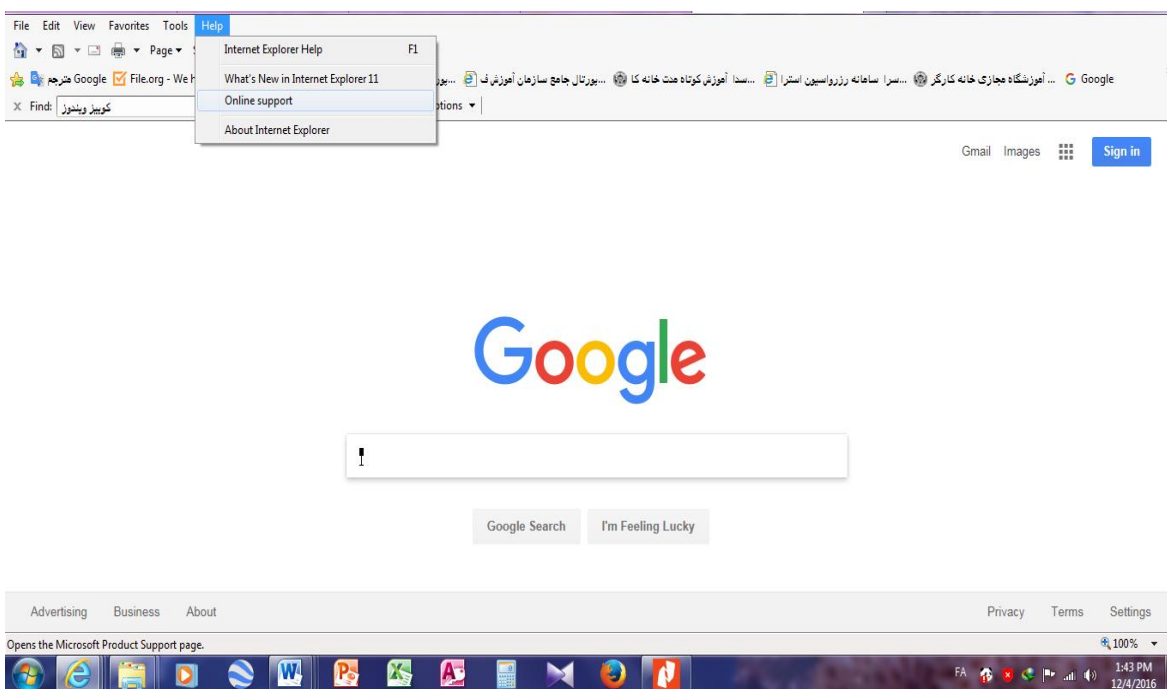 File Edit View Favorites Tools Help
Page
Internet Explorer Help F1
What's New in Internet Explorer 11
Online support
About Internet Explorer
مترجم Google
File.org - We h
...پورتال جامع سازمان آموزش ف
...سدا آموزش کوتاه مدت خانه کا
...سرا سامانه رزرواسیون استرا
... آموزشگاه مجازی خانه کارگر
Google
× Find: کوییز ویندوز
ptions
Gmail Images Sign in
Google
Google Search I'm Feeling Lucky
Advertising Business About Privacy Terms Settings
Opens the Microsoft Product Support page. 100%
FA 1:43 PM
12/4/2016